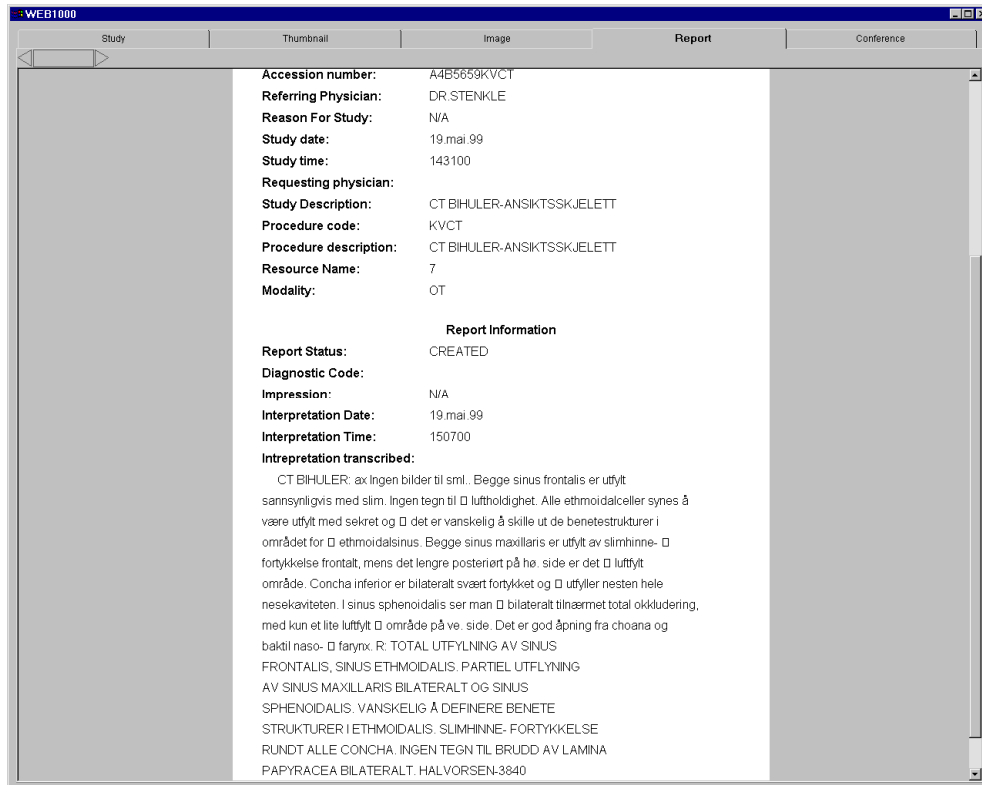 WEB1000
Study Thumbnail Image Report Conference
Accession number: A4B5659KVCT
Referring Physician: DR.STENKLE
Reason For Study: N/A
Study date: 19.mai.99
Study time: 143100
Requesting physician:
Study Description: CT BIHULER-ANSIKTSSKJELETT
Procedure code: KVCT
Procedure description: CT BIHULER-ANSIKTSSKJELETT
Resource Name: 7
Modality: OT
Report Information
Report Status: CREATED
Diagnostic Code:
Impression: N/A
Interpretation Date: 19.mai.99
Interpretation Time: 150700
Intrepretation transcribed:
CT BIHULER: ax Ingen bilder til sml.. Begge sinus frontalis er utfylt
sannsynligvis med slim. Ingen tegn til □ luftholdighet. Alle ethmoidalceller synes å
være utfylt med sekret og □ det er vanskelig å skille ut de benetestrukturer i
området for □ ethmoidalsinus. Begge sinus maxillaris er utfylt av slimhinne- □
fortykkelse frontalt, mens det lengre posteriørt på hø. side er det □ luftfylt
område. Concha inferior er bilateralt svært fortykket og □ utfyller nesten hele
nesekaviteten. I sinus sphenoidalis ser man □ bilateralt tilnærmet total okkludering,
med kun et lite luftfylt □ område på ve. side. Det er god åpning fra choana og
baktil naso- □ farynx. R: TOTAL UTFYLNING AV SINUS
FRONTALIS, SINUS ETHMOIDALIS. PARTIEL UTFLYNING
AV SINUS MAXILLARIS BILATERALT OG SINUS
SPHENOIDALIS. VANSKELIG Å DEFINERE BENETE
STRUKTURER I ETHMOIDALIS. SLIMHINNE- FORTYKKELSE
RUNDT ALLE CONCHA. INGEN TEGN TIL BRUDD AV LAMINA
PAPYRACEA BILATERALT. HALVORSEN-3840